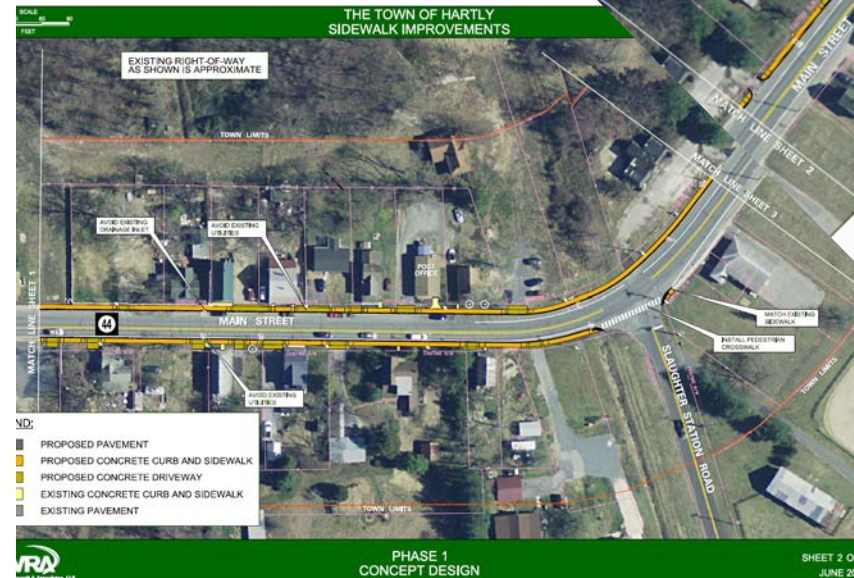 SCALE
FEET
THE TOWN OF HARTLY
SIDEWALK IMPROVEMENTS
EXISTING RIGHT-OF-WAY
AS SHOWN IS APPROXIMATE
MAIN STREET
TOWN LIMITS
MATCH LINE SHEET 2
MATCH LINE SHEET 3
AVOID EXISTING
DRAINAGE INLET
AVOID EXISTING
UTILITIES
POST
OFFICE
MATCH LINE SHEET 1
44
MAIN STREET
MATCH EXISTING
SIDEWALK
INSTALL PEDESTRIAN
CROSSWALK
AVOID EXISTING
UTILITIES
SLAUGHTER STATION ROAD
TOWN LIMITS
TOWN LIMITS
ND:
PROPOSED PAVEMENT
PROPOSED CONCRETE CURB AND SIDEWALK
PROPOSED CONCRETE DRIVEWAY
EXISTING CONCRETE CURB AND SIDEWALK
EXISTING PAVEMENT
VRA
PHASE 1
CONCEPT DESIGN
SHEET 2 O
JUNE 20